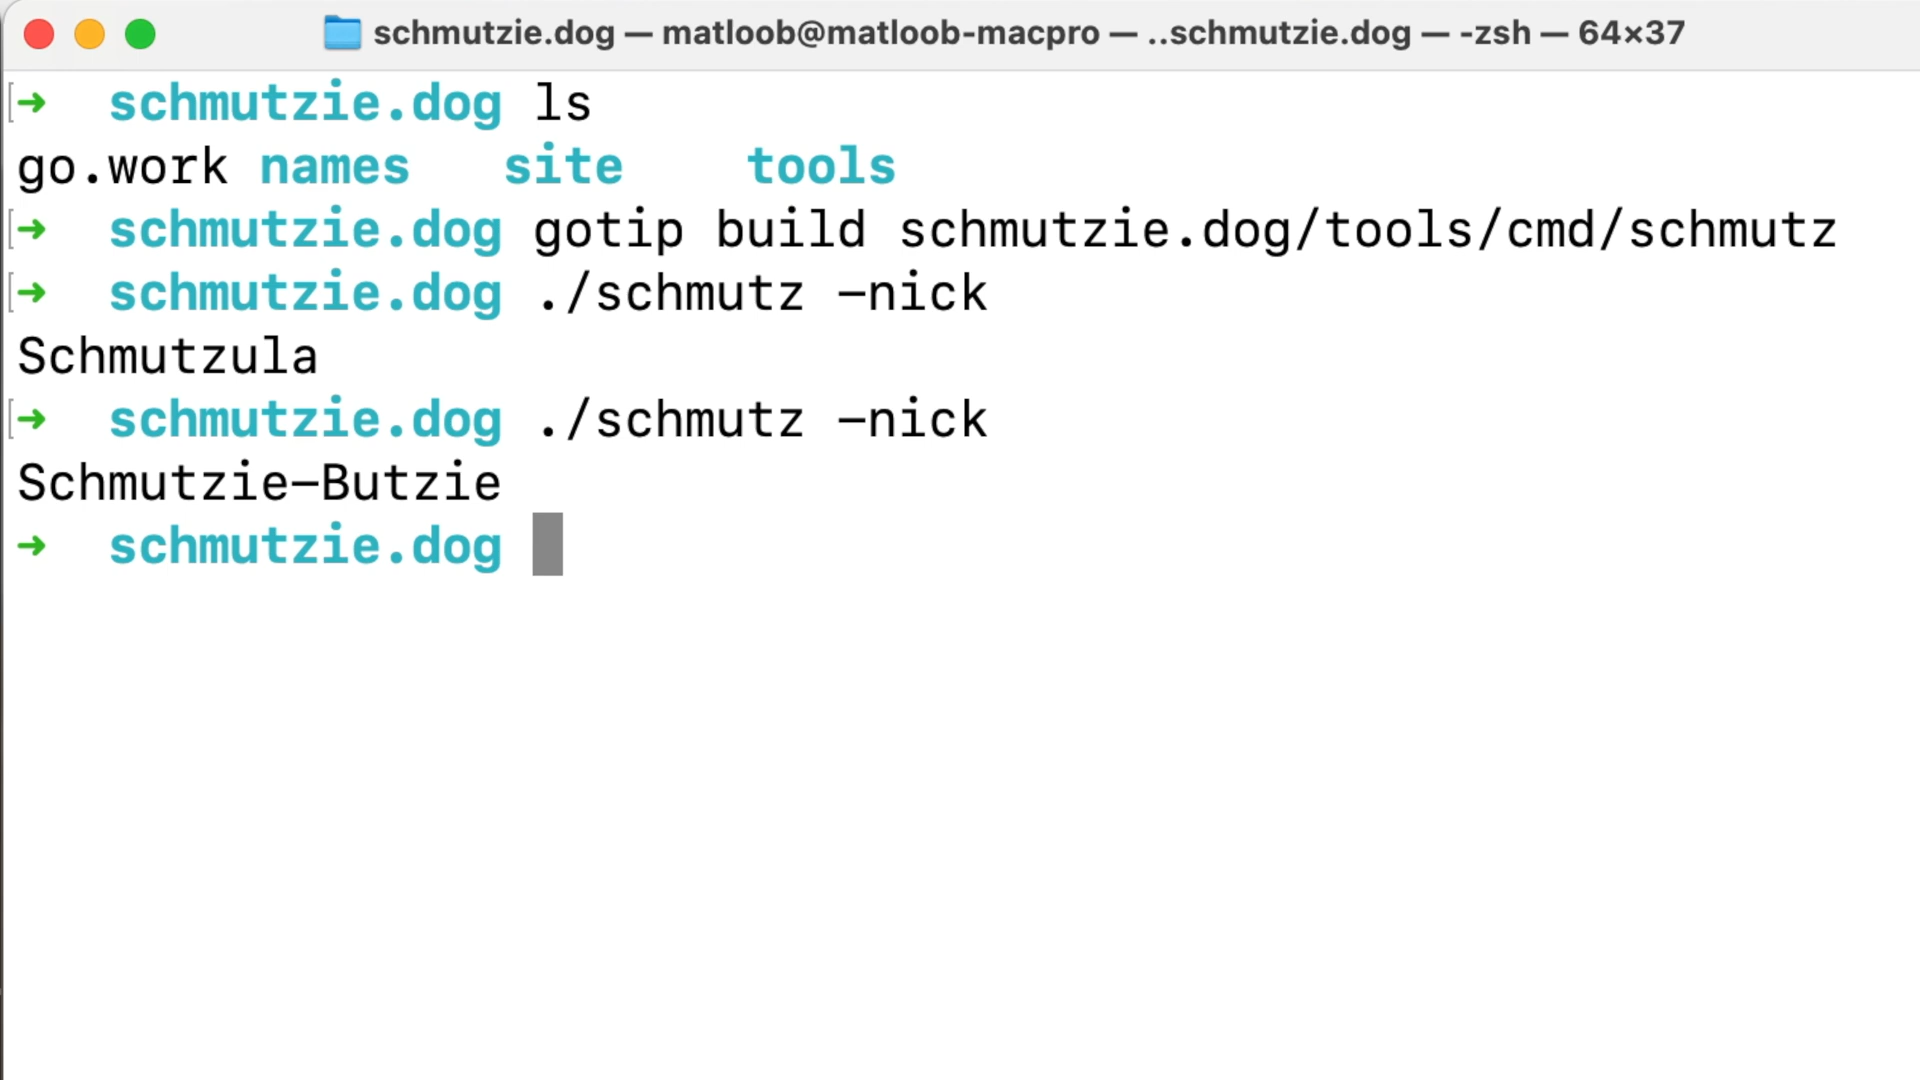 schmutzie.dog — matloob@matloob-macpro — ..schmutzie.dog — -zsh — 64×37
[➜ schmutzie.dog ls
go.work names site tools
[➜ schmutzie.dog gotip build schmutzie.dog/tools/cmd/schmutz
[➜ schmutzie.dog ./schmutz -nick
Schmutzula
[➜ schmutzie.dog ./schmutz -nick
Schmutzie-Butzie
➜ schmutzie.dog